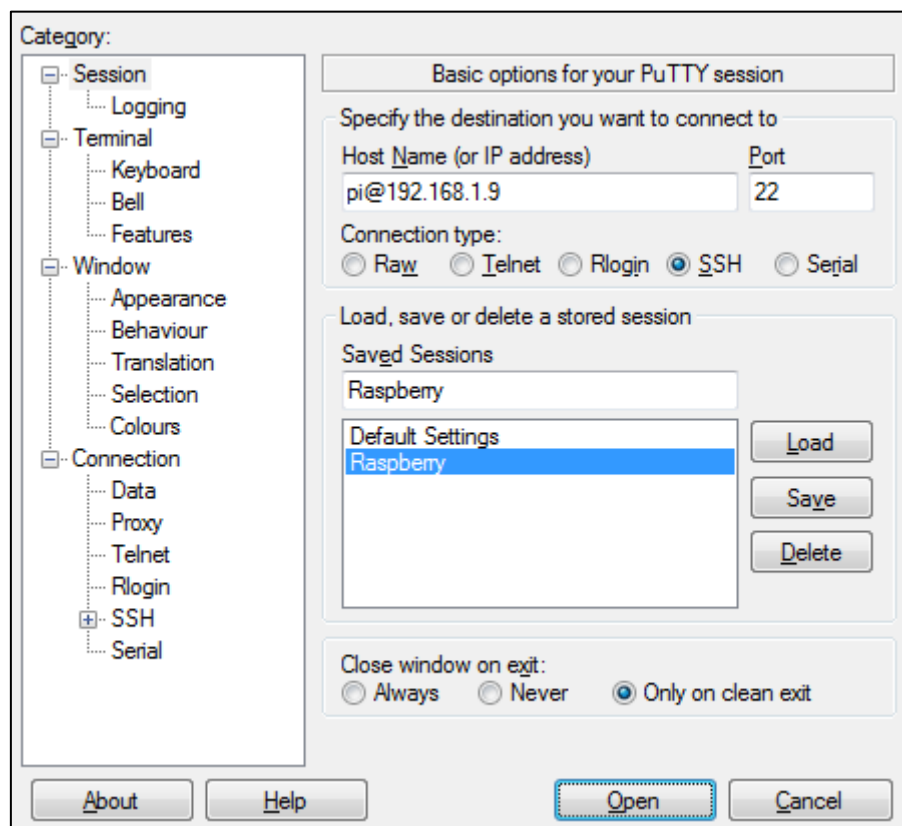 Category:
Session
Logging
Terminal
Keyboard
Bell
Features
Window
Appearance
Behaviour
Translation
Selection
Colours
Connection
Data
Proxy
Telnet
Rlogin
SSH
Serial
Basic options for your PuTTY session
Specify the destination you want to connect to
Host Name (or IP address) Port
pi@192.168.1.9 22
Connection type:
Raw Telnet Rlogin SSH Serial
Load, save or delete a stored session
Saved Sessions
Raspberry
Default Settings
Raspberry
Load
Save
Delete
Close window on exit:
Always Never Only on clean exit
About Help Open Cancel